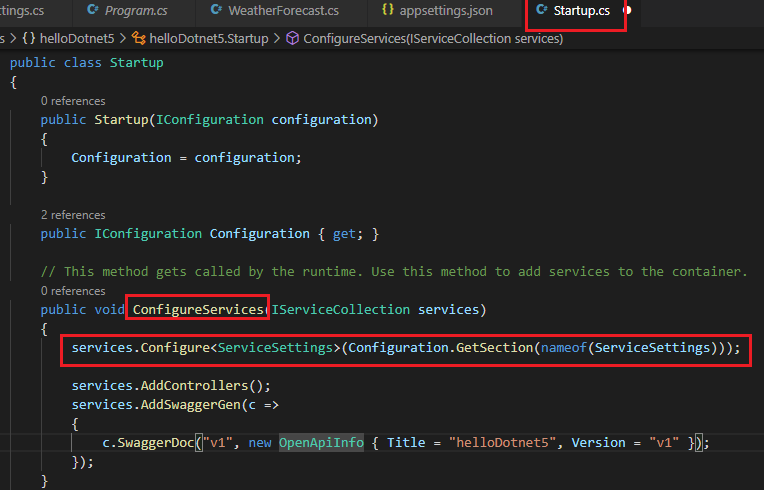 ttings.cs Program.cs WeatherForecast.cs {} appsettings.json Startup.cs
s > {} helloDotnet5 > helloDotnet5.Startup > ConfigureServices(IServiceCollection services)
public class Startup
{
0 references
public Startup(IConfiguration configuration)
{
Configuration = configuration;
}
2 references
public IConfiguration Configuration { get; }
// This method gets called by the runtime. Use this method to add services to the container.
0 references
public void ConfigureServices(IServiceCollection services)
{
services.Configure<ServiceSettings>(Configuration.GetSection(nameof(ServiceSettings)));
services.AddControllers();
services.AddSwaggerGen(c =>
{
c.SwaggerDoc("v1", new OpenApiInfo { Title = "helloDotnet5", Version = "v1" });
});
}